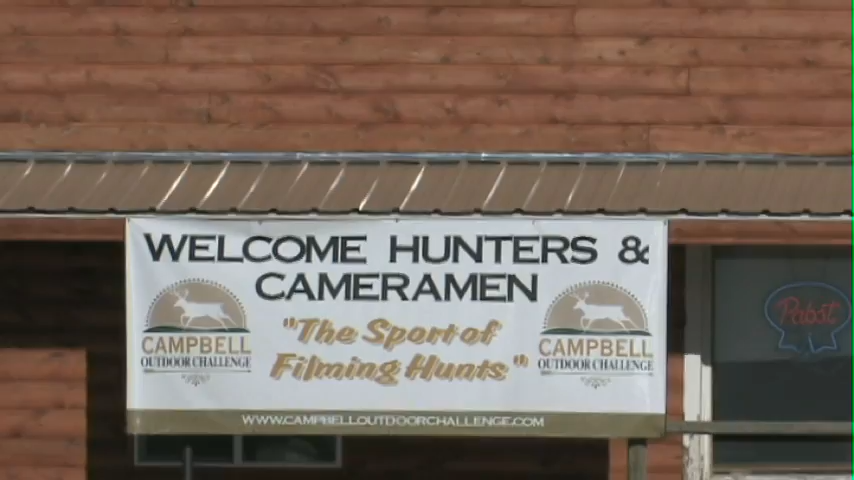 WELCOME HUNTERS &
CAMERAMEN
"The Sport of
Filming Hunts"
CAMPBELL
OUTDOOR CHALLENGE
CAMPBELL
OUTDOOR CHALLENGE
WWW.CAMPBELLOUTDOORCHALLENGE.COM
Pabst